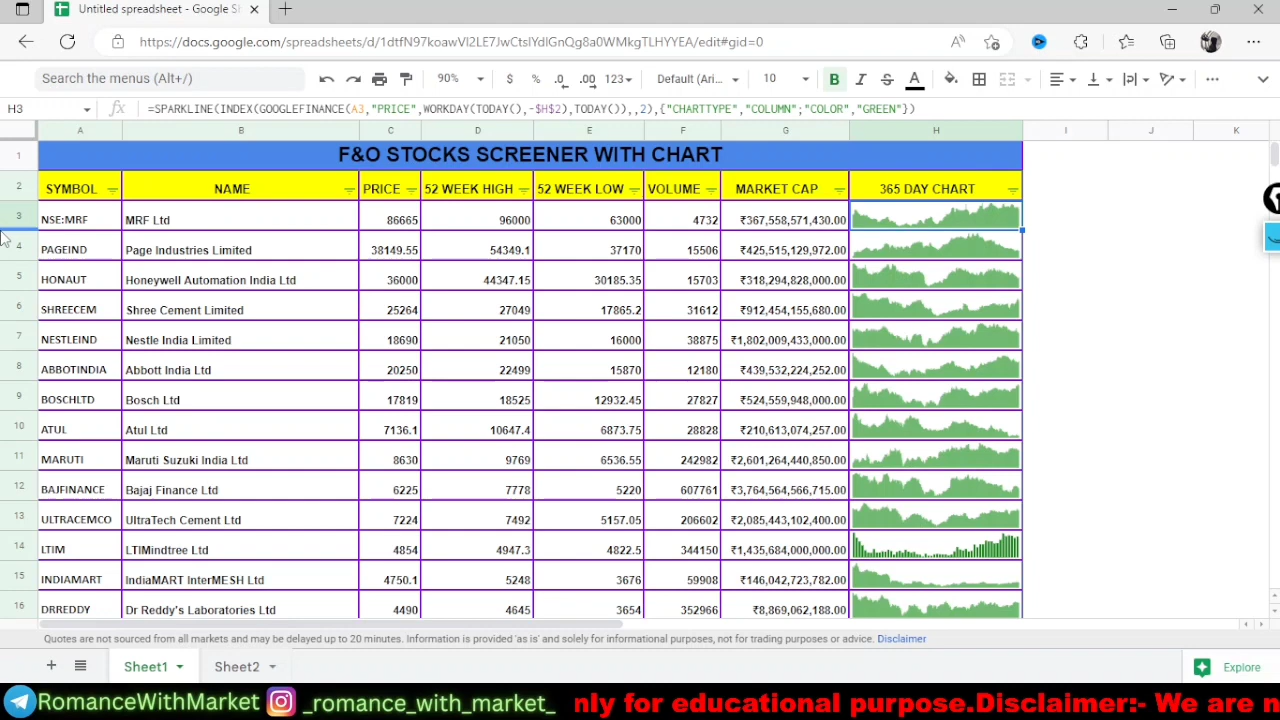 Untitled spreadsheet - Google Sh
https://docs.google.com/spreadsheets/d/1dtfN97koawVl2LE7JwCtslYdlGnQg8a0WMkgTLHYYEA/edit#gid=0
Search the menus (Alt+/)
90%
$ % .0 .00 123
Default (Ari...
10
B I S A
H3
fx =SPARKLINE(INDEX(GOOGLEFINANCE(A3,"PRICE",WORKDAY(TODAY(),-$H$2),TODAY()),,2),{"CHARTTYPE","COLUMN";"COLOR","GREEN"})
A B C D E F G H I J K
1 F&O STOCKS SCREENER WITH CHART
2 SYMBOL NAME PRICE 52 WEEK HIGH 52 WEEK LOW VOLUME MARKET CAP 365 DAY CHART
3 NSE:MRF MRF Ltd 86665 96000 63000 4732 ₹367,558,571,430.00
4 PAGEIND Page Industries Limited 38149.55 54349.1 37170 15506 ₹425,515,129,972.00
5 HONAUT Honeywell Automation India Ltd 36000 44347.15 30185.35 15703 ₹318,294,828,000.00
6 SHREECEM Shree Cement Limited 25264 27049 17865.2 31612 ₹912,454,155,680.00
7 NESTLEIND Nestle India Limited 18690 21050 16000 38875 ₹1,802,009,433,000.00
8 ABBOTINDIA Abbott India Ltd 20250 22499 15870 12180 ₹439,532,224,252.00
9 BOSCHLTD Bosch Ltd 17819 18525 12932.45 27827 ₹524,559,948,000.00
10 ATUL Atul Ltd 7136.1 10647.4 6873.75 28828 ₹210,613,074,257.00
11 MARUTI Maruti Suzuki India Ltd 8630 9769 6536.55 242982 ₹2,601,264,440,850.00
12 BAJFINANCE Bajaj Finance Ltd 6225 7778 5220 607761 ₹3,764,564,566,715.00
13 ULTRACEMCO UltraTech Cement Ltd 7224 7492 5157.05 206602 ₹2,085,443,102,400.00
14 LTIM LTIMindtree Ltd 4854 4947.3 4822.5 344150 ₹1,435,684,000,000.00
15 INDIAMART IndiaMART InterMESH Ltd 4750.1 5248 3676 59908 ₹146,042,723,782.00
16 DRREDDY Dr Reddy's Laboratories Ltd 4490 4645 3654 352966 ₹8,869,062,188.00
Quotes are not sourced from all markets and may be delayed up to 20 minutes. Information is provided 'as is' and solely for informational purposes, not for trading purposes or advice. Disclaimer
Sheet1 Sheet2 Explore
RomanceWithMarket _romance_with_market_ nly for educational purpose.Disclaimer:- We are n